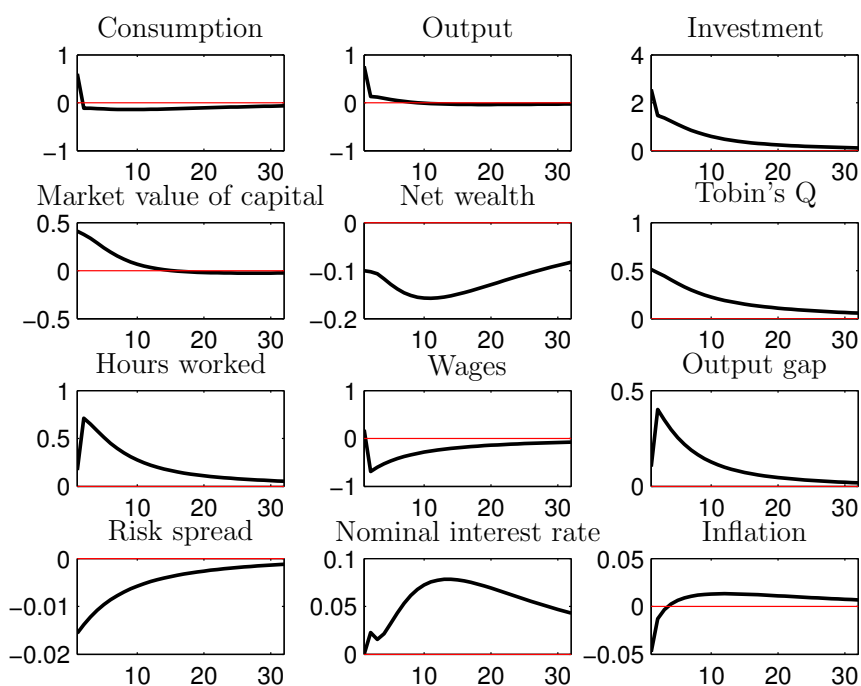 Consumption
Output
Investment
1
0
−1
10 20 30
1
0
−1
10 20 30
4
2
0
10 20 30
Market value of capital
Net wealth
Tobin's Q
0.5
0
−0.5
10 20 30
0
−0.1
−0.2
10 20 30
1
0.5
0
10 20 30
Hours worked
Wages
Output gap
1
0.5
0
10 20 30
1
0
−1
10 20 30
0.5
0
10 20 30
Risk spread
Nominal interest rate
Inflation
0
−0.01
−0.02
10 20 30
0.1
0.05
0
10 20 30
0.05
0
−0.05
10 20 30